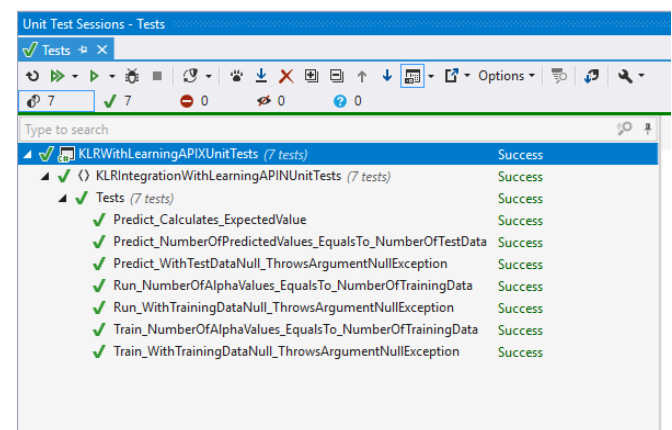 Unit Test Sessions - Tests
Tests
Options
7 7 0 0 0
Type to search
KLRWithLearningAPIXUnitTests (7 tests) Success
KLRIntegrationWithLearningAPINUnitTests (7 tests) Success
Tests (7 tests) Success
Predict_Calculates_ExpectedValue Success
Predict_NumberOfPredictedValues_EqualsTo_NumberOfTestData Success
Predict_WithTestDataNull_ThrowsArgumentNullException Success
Run_NumberOfAlphaValues_EqualsTo_NumberOfTrainingData Success
Run_WithTrainingDataNull_ThrowsArgumentNullException Success
Train_NumberOfAlphaValues_EqualsTo_NumberOfTrainingData Success
Train_WithTrainingDataNull_ThrowsArgumentNullException Success